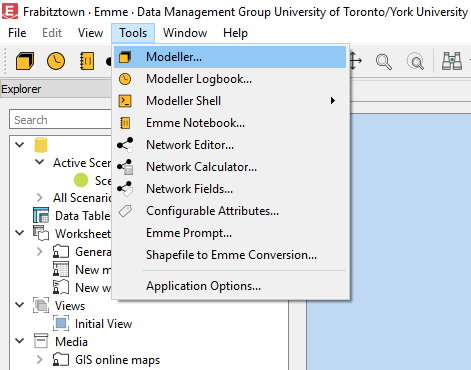 Frabitztown - Emme - Data Management Group University of Toronto/York University
File Edit View Tools Window Help
Modeller...
Explorer
Modeller Logbook...
Modeller Shell
Search
Emme Notebook...
Network Editor...
Active Scen
Network Calculator...
Sce
Network Fields...
All Scenario
Configurable Attributes...
Data Tables
Emme Prompt...
Worksheet
Shapefile to Emme Conversion...
Genera
New m
Application Options...
New w
Views
Initial View
Media
GIS online maps